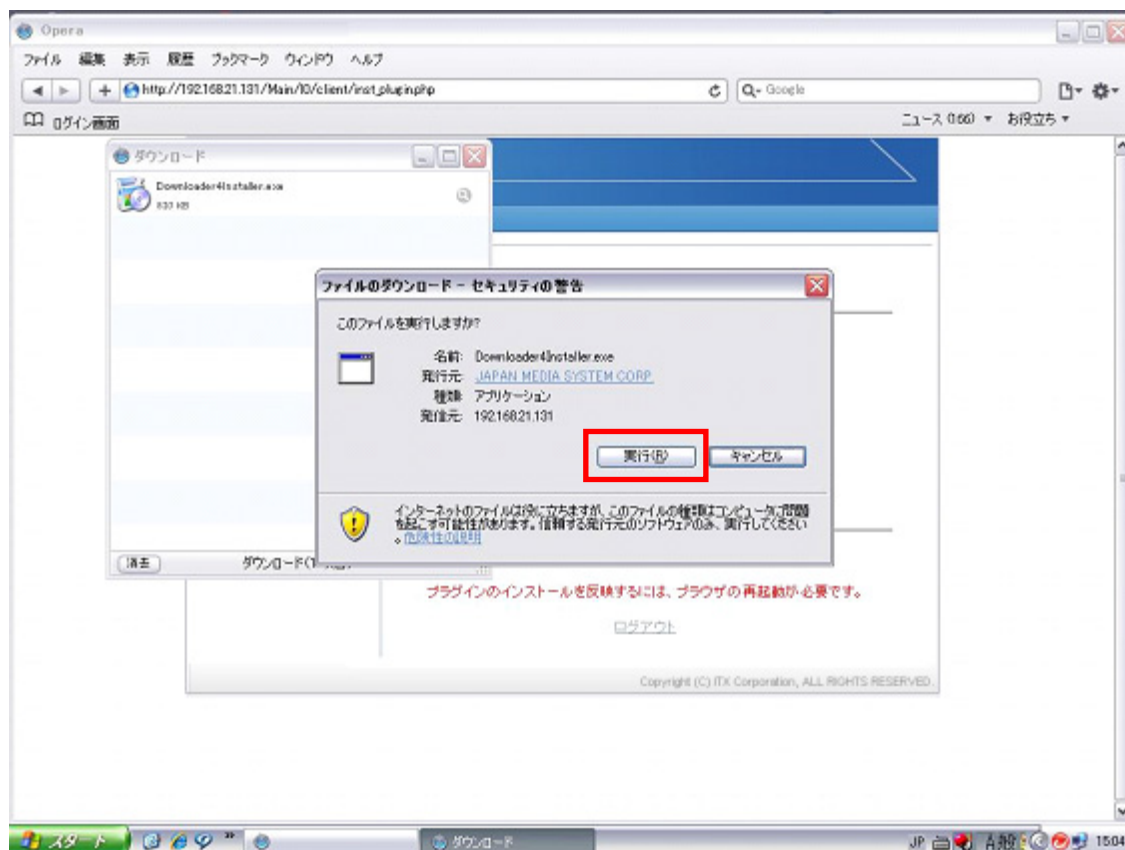 Opera
ファイル 編集 表示 履歴 ブックマーク ウィンドウ ヘルプ
http://192.168.21.131/Main/10/client/inst_plugin.php
Q- Google
ログイン画面
ニュース (166) ▼ お役立ち ▼
ダウンロード
Downloader4Installer.exe
833 KB
ファイルのダウンロード - セキュリティの警告
このファイルを実行しますか?
名前: Downloader4Installer.exe
発行元: JAPAN MEDIA SYSTEM CORP.
種類: アプリケーション
発信元: 192.168.21.131
実行(R) キャンセル
インターネットのファイルは役に立ちますが、このファイルの種類はコンピュータに問題
を起こす可能性があります。信頼する発行元のソフトウェアのみ、実行してください
。危険性の説明
消去 ダウンロード(1
プラグインのインストールを反映するには、ブラウザの再起動が必要です。
ログアウト
Copyright (C) ITX Corporation, ALL RIGHTS RESERVED.
スタート ダウンロード JP A般 15:04